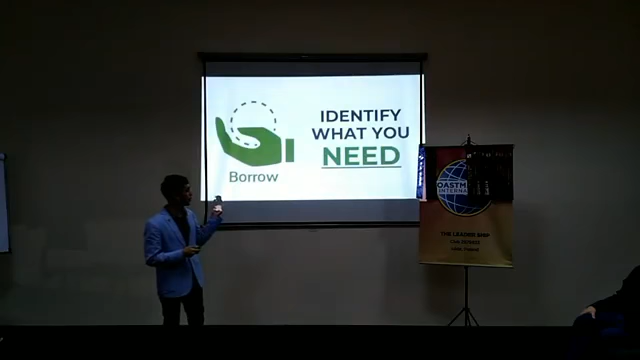 IDENTIFY
WHAT YOU
NEED
Borrow
OASTM
INTERNA
THE LEADER SHIP